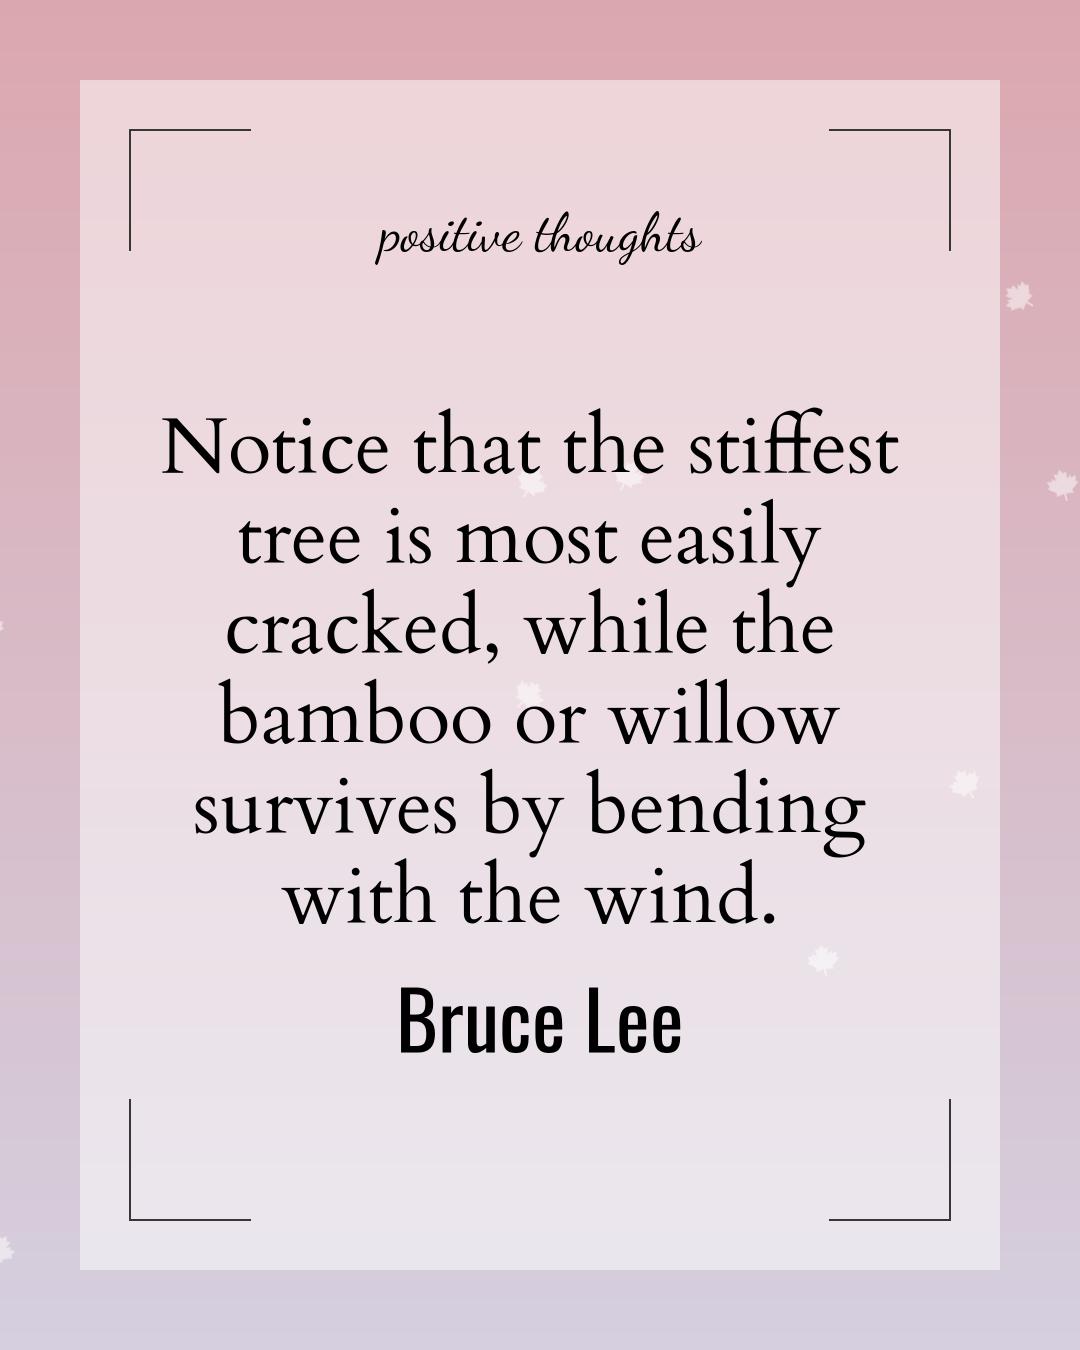 positive thoughts
Notice that the stiffest
tree is most easily
cracked, while the
bamboo or willow
survives by bending
with the wind.
Bruce Lee